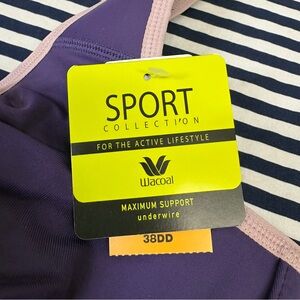 SPORT
COLLECTION
FOR THE ACTIVE LIFESTYLE
Wacoal
MAXIMUM SUPPORT
underwire
38DD